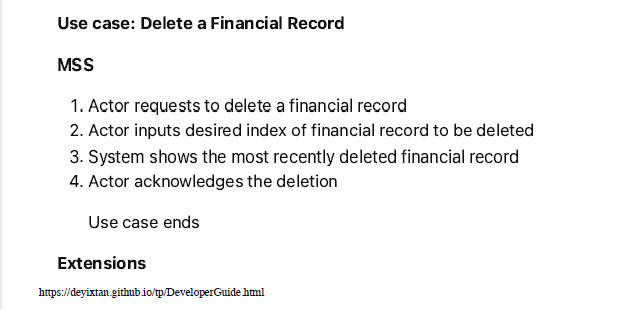 Use case: Delete a Financial Record
MSS
1. Actor requests to delete a financial record
2. Actor inputs desired index of financial record to be deleted
3. System shows the most recently deleted financial record
4. Actor acknowledges the deletion
Use case ends
Extensions
https://deyixtan.github.io/tp/DeveloperGuide.html